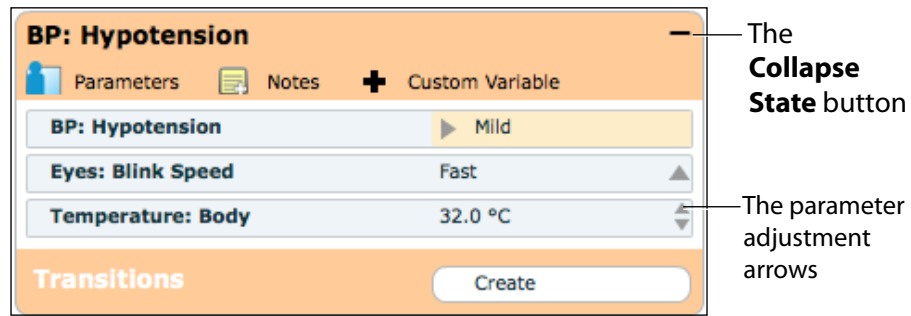 BP: Hypotension
Parameters Notes Custom Variable
BP: Hypotension Mild
Eyes: Blink Speed Fast
Temperature: Body 32.0 °C
Transitions Create
The
Collapse
State button
The parameter
adjustment
arrows